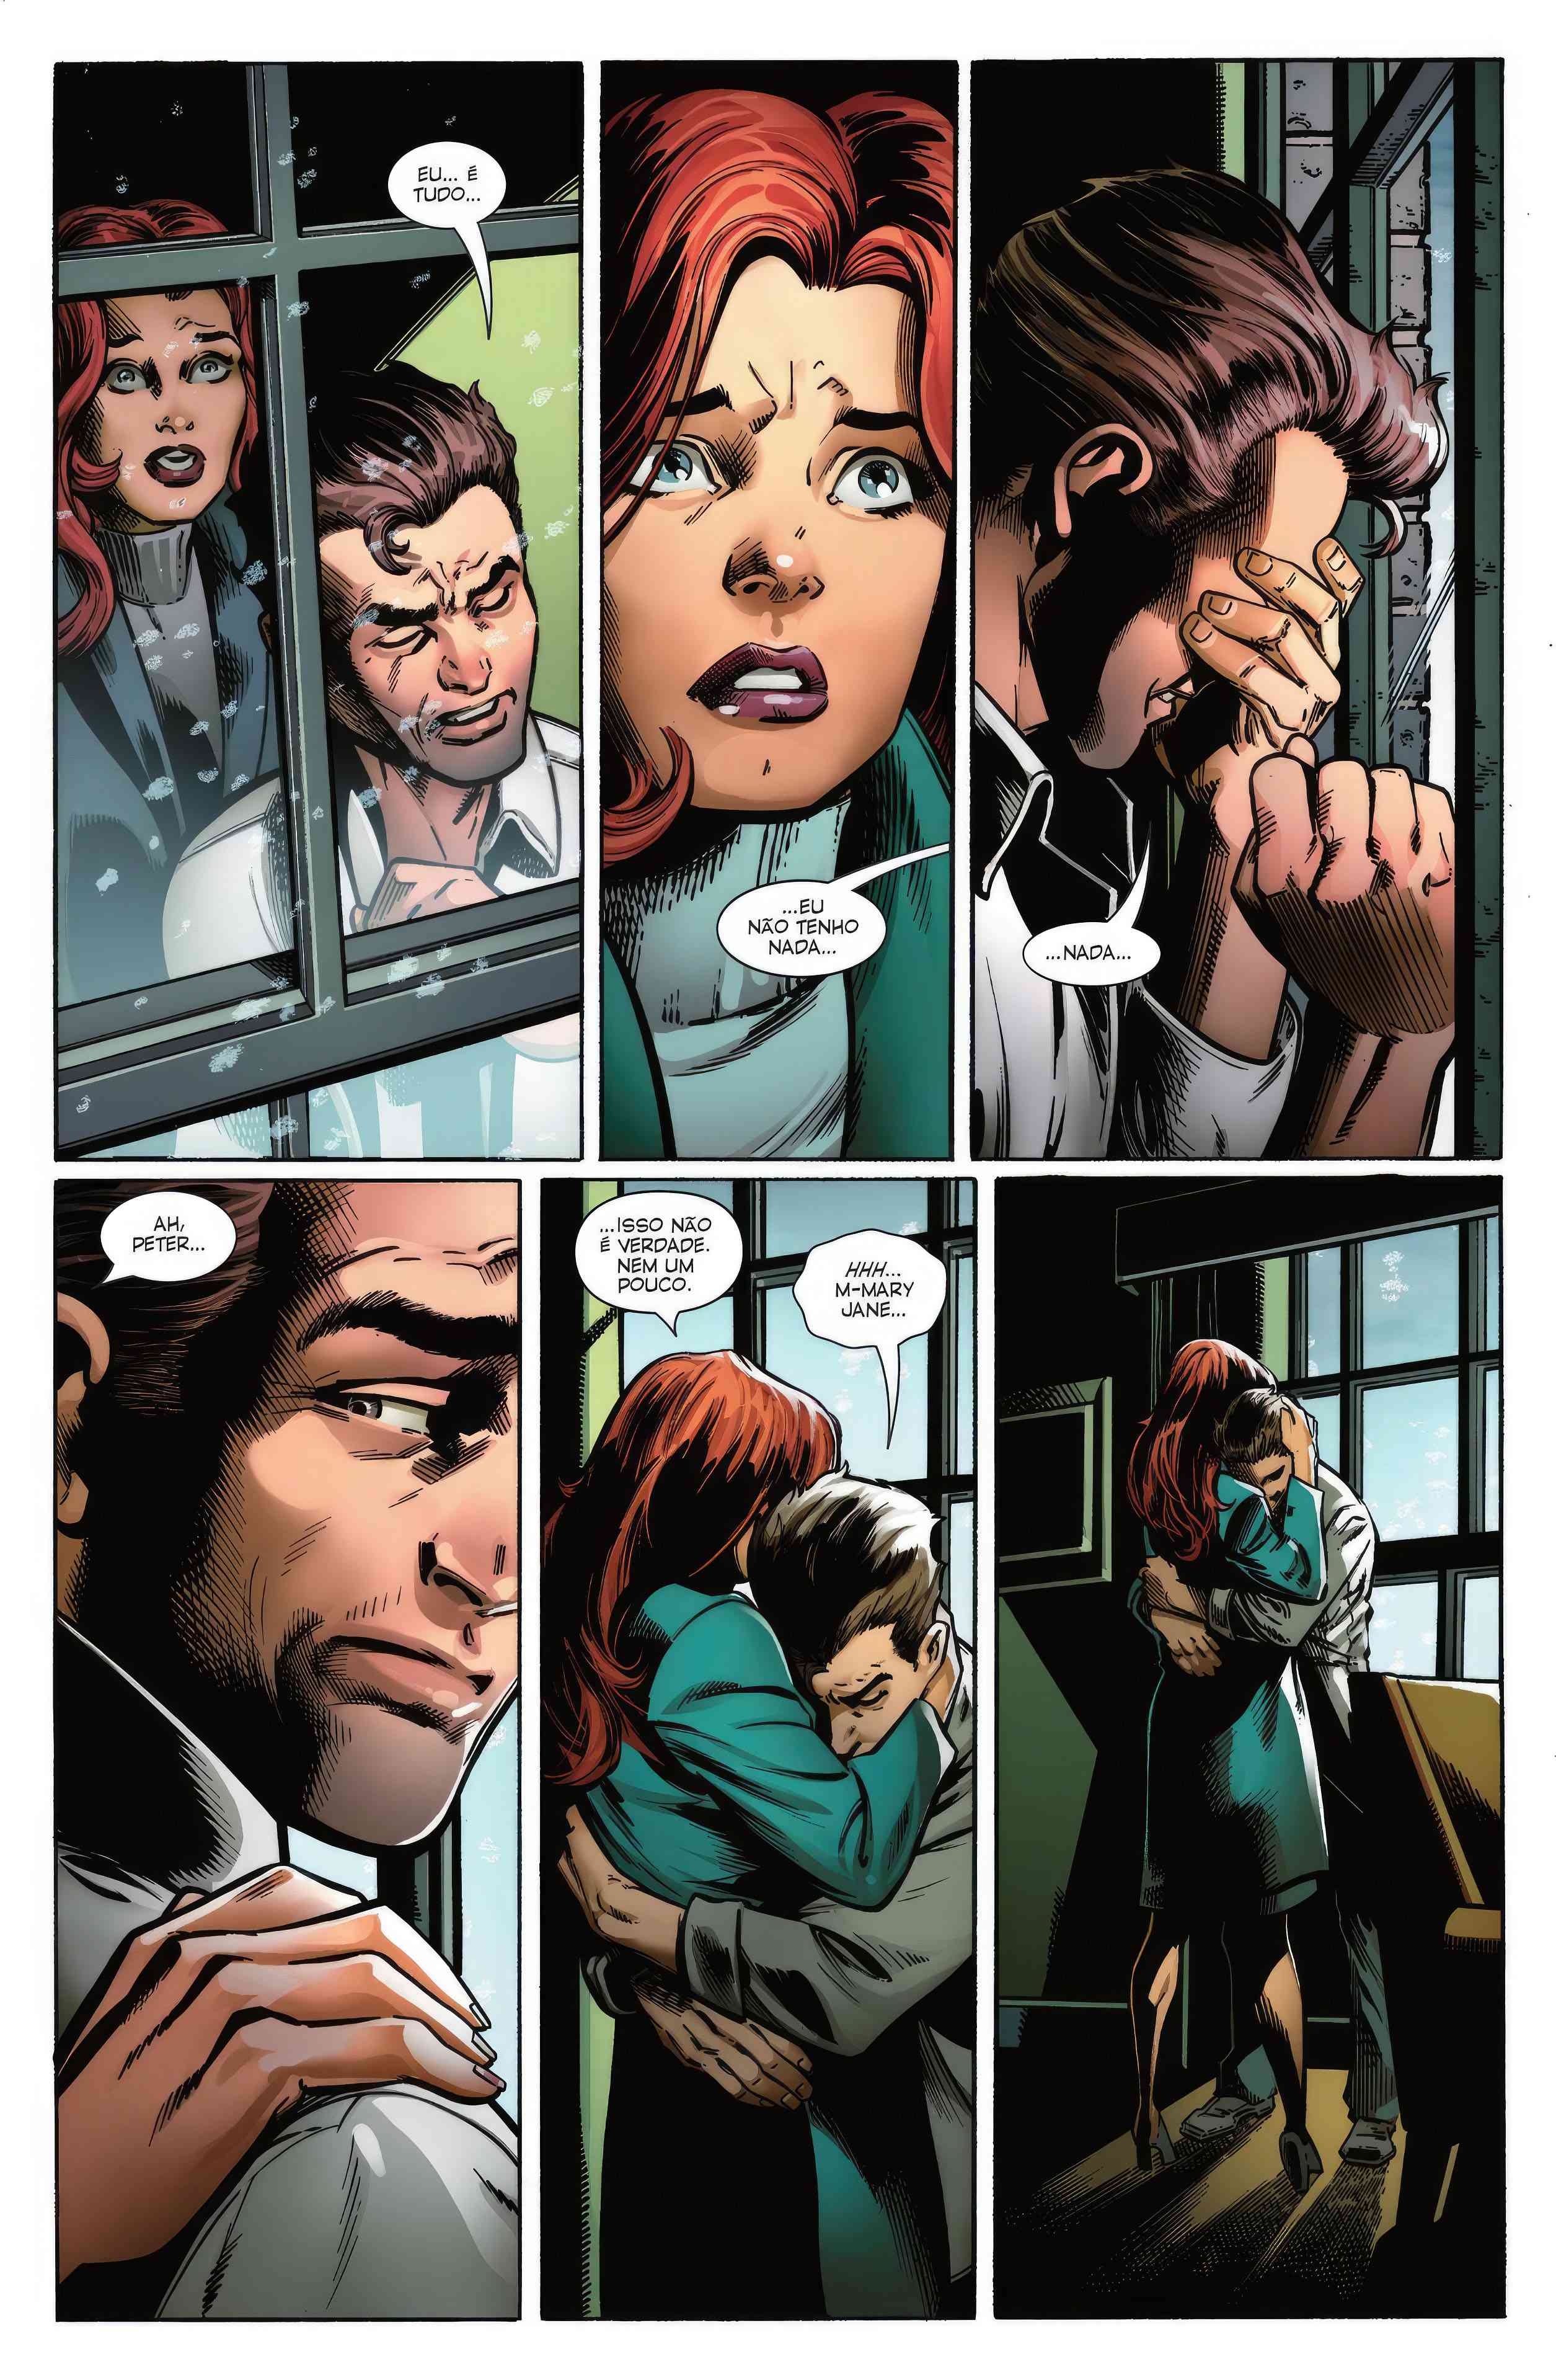 EU... É
TUDO...
...EU
NÃO TENHO
NADA...
...NADA...
AH,
PETER...
...ISSO NÃO
É VERDADE.
NEM UM
POUCO.
HHH...
M-MARY
JANE...